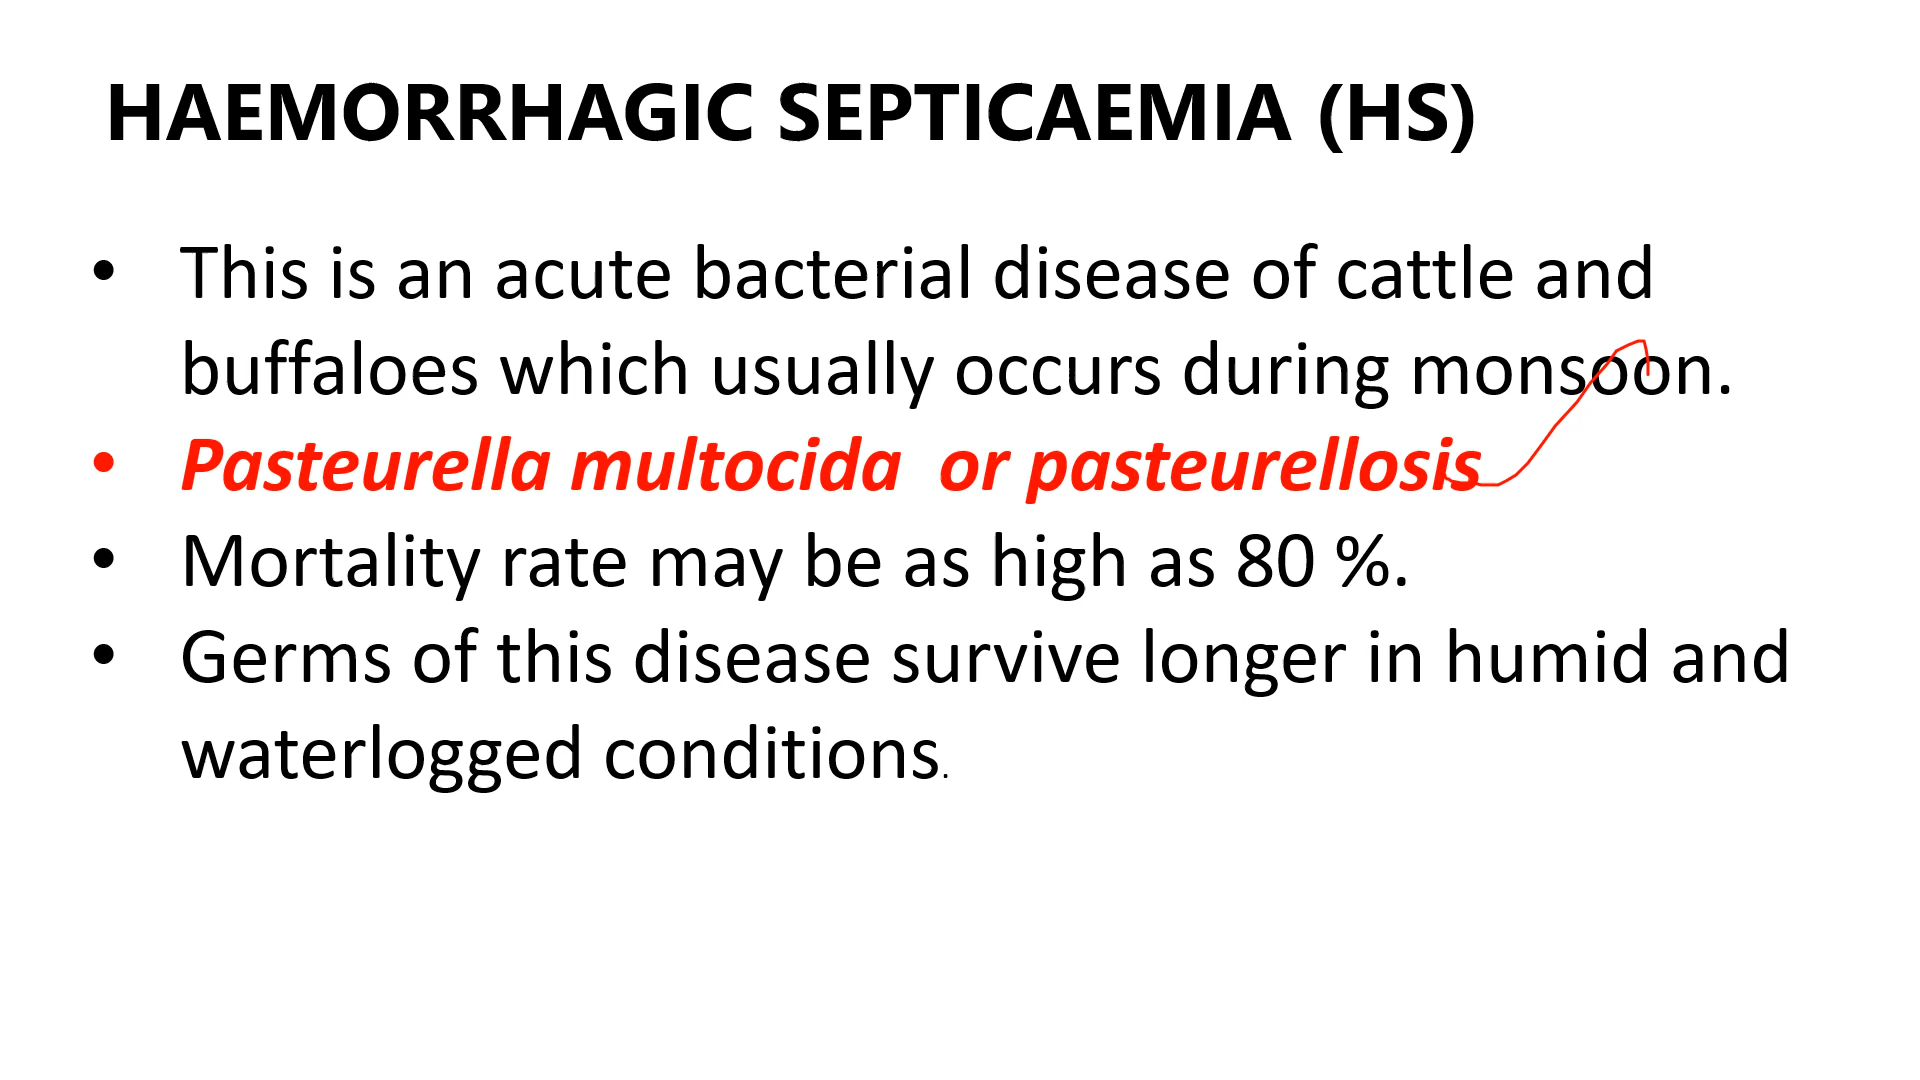 HAEMORRHAGIC SEPTICAEMIA (HS)
• This is an acute bacterial disease of cattle and
buffaloes which usually occurs during monsoon.
• Pasteurella multocida or pasteurellosis
• Mortality rate may be as high as 80 %.
• Germs of this disease survive longer in humid and
waterlogged conditions.